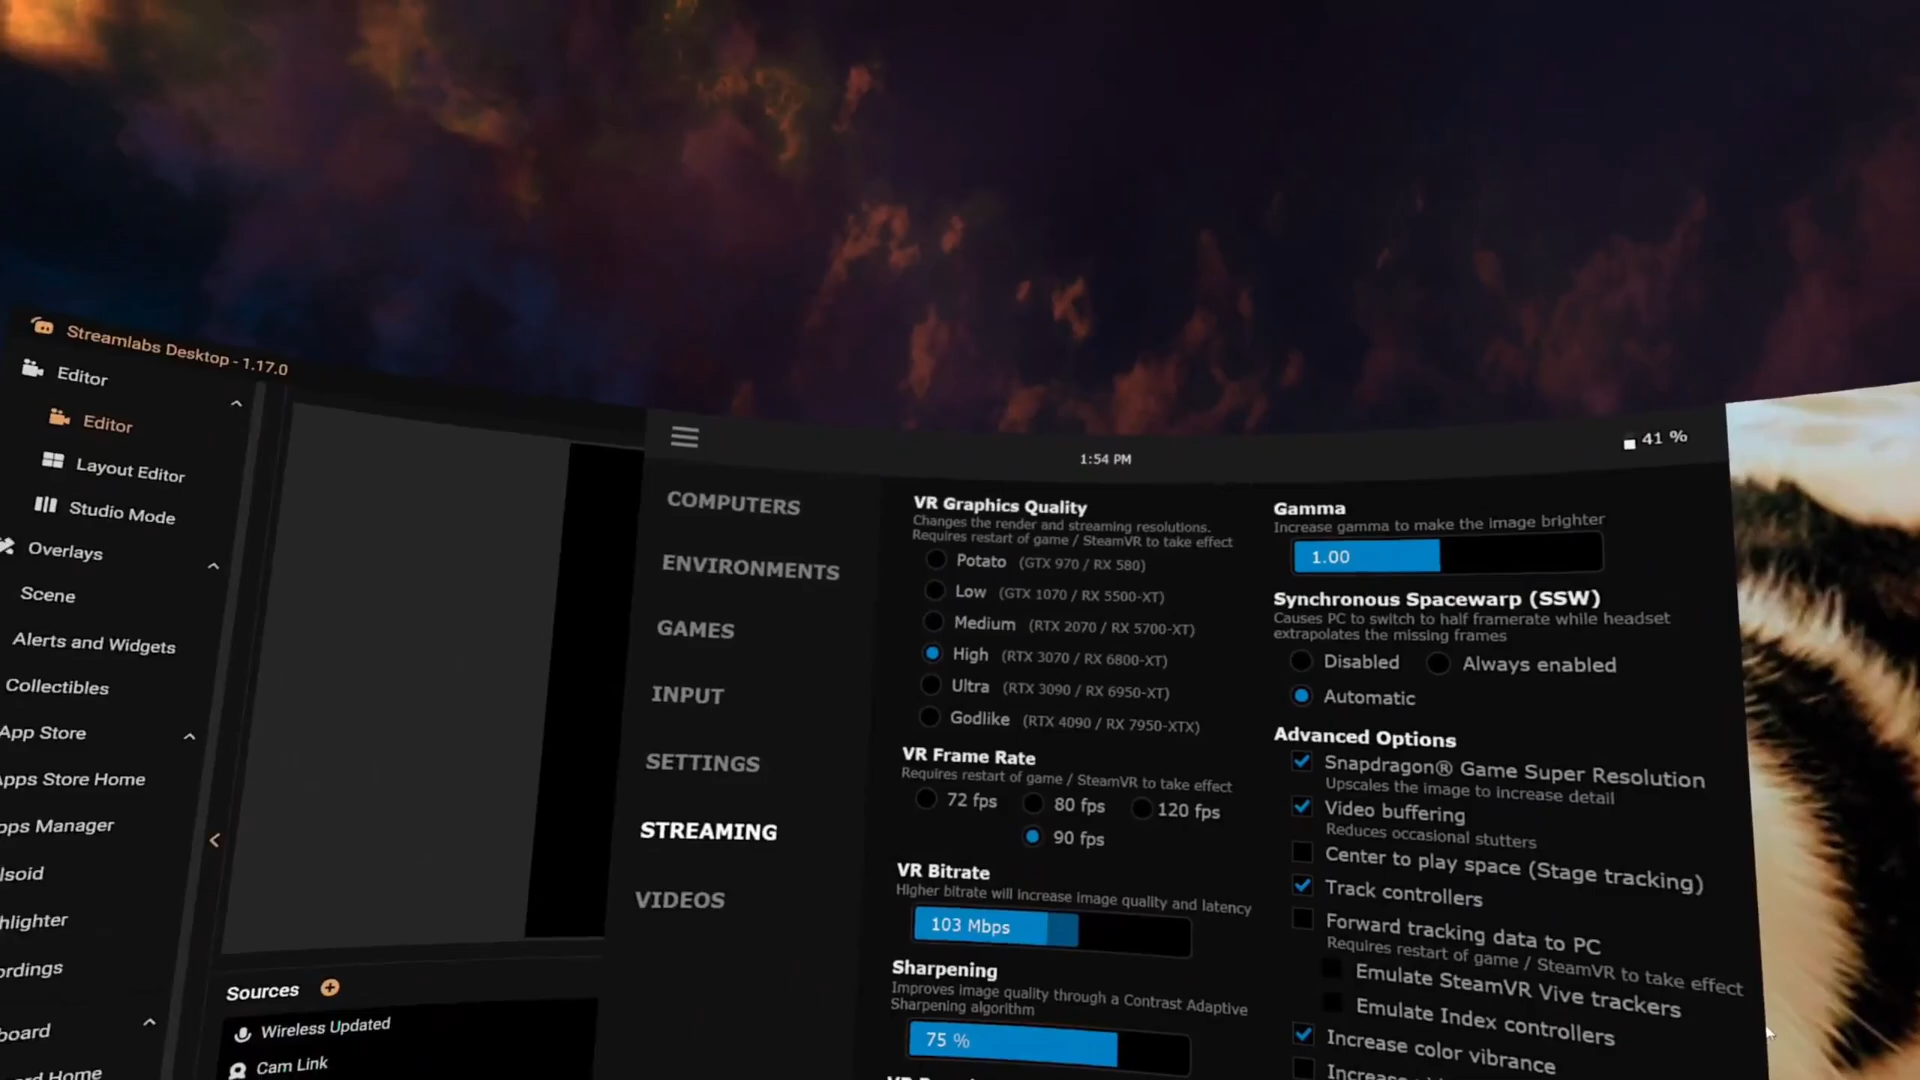 Streamlabs Desktop - 1.17.0
Editor
Editor
Layout Editor
Studio Mode
Overlays
Scene
Alerts and Widgets
Collectibles
App Store
Apps Store Home
Manager
Sources
Wireless Updated
Cam Link
Home
1:54 PM
41 %
COMPUTERS
ENVIRONMENTS
GAMES
INPUT
SETTINGS
STREAMING
VIDEOS
VR Graphics Quality
Changes the render and streaming resolutions.
Requires restart of game / SteamVR to take effect
Potato (GTX 970 / RX 580)
Low (GTX 1070 / RX 5500-XT)
Medium (RTX 2070 / RX 5700-XT)
High (RTX 3070 / RX 6800-XT)
Ultra (RTX 3090 / RX 6950-XT)
Godlike (RTX 4090 / RX 7950-XTX)
VR Frame Rate
Requires restart of game / SteamVR to take effect
72 fps 80 fps 120 fps
90 fps
VR Bitrate
Higher bitrate will increase image quality and latency
103 Mbps
Sharpening
Improves image quality through a Contrast Adaptive
Sharpening algorithm
75 %
Gamma
Increase gamma to make the image brighter
1.00
Synchronous Spacewarp (SSW)
Causes PC to switch to half framerate while headset
extrapolates the missing frames
Disabled Always enabled
Automatic
Advanced Options
Snapdragon® Game Super Resolution
Upscales the image to increase detail
Video buffering
Reduces occasional stutters
Center to play space (Stage tracking)
Track controllers
Forward tracking data to PC
Requires restart of game / SteamVR to take effect
Emulate SteamVR Vive trackers
Emulate Index controllers
Increase color vibrance